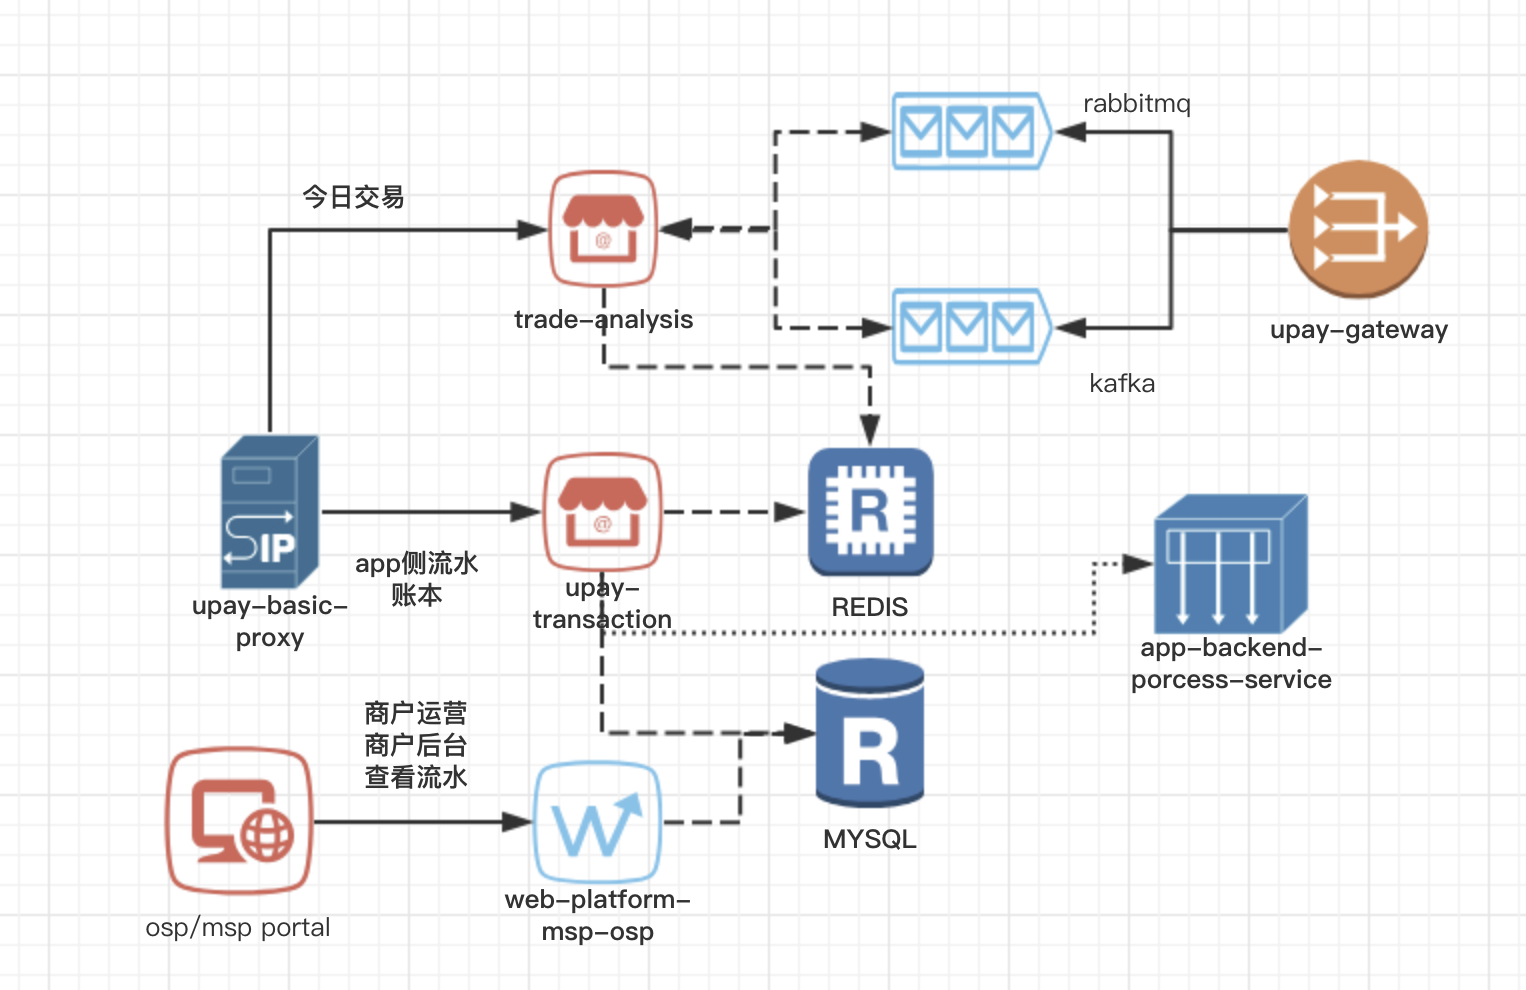 rabbitmq
今日交易
@
trade-analysis
upay-gateway
kafka
R
IP
@
app侧流水
账本
upay-basic-
proxy
upay-
transaction
REDIS
app-backend-
porcess-service
R
商户运营
商户后台
查看流水
W
MYSQL
osp/msp portal
web-platform-
msp-osp